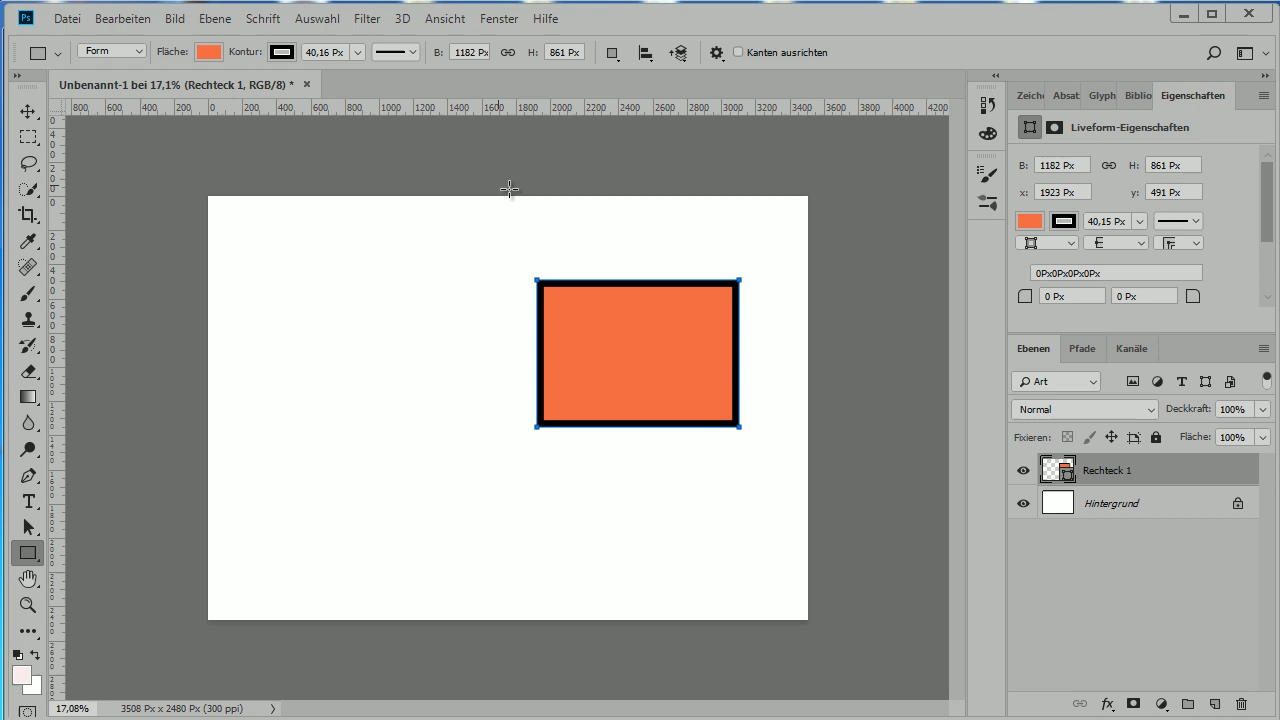 Ps Datei Bearbeiten Bild Ebene Schrift Auswahl Filter 3D Ansicht Fenster Hilfe
Form Fläche: Kontur: 40,16 Px B: 1182 Px H: 861 Px Kanten ausrichten
Unbenannt-1 bei 17,1% (Rechteck 1, RGB/8) * ×
800 600 400 200 0 200 400 600 800 1000 1200 1400 1600 1800 2000 2200 2400 2600 2800 3000 3200 3400 3600 3800 4000 4200
Zeiche Absat Glyph Biblio Eigenschaften
Liveform-Eigenschaften
B: 1182 Px H: 861 Px
x: 1923 Px y: 491 Px
40,15 Px
0Px0Px0Px0Px
0 Px 0 Px
Ebenen Pfade Kanäle
Art
Normal Deckkraft: 100%
Fixieren: Fläche: 100%
Rechteck 1
Hintergrund
fx
17,08% 3508 Px x 2480 Px (300 ppi)